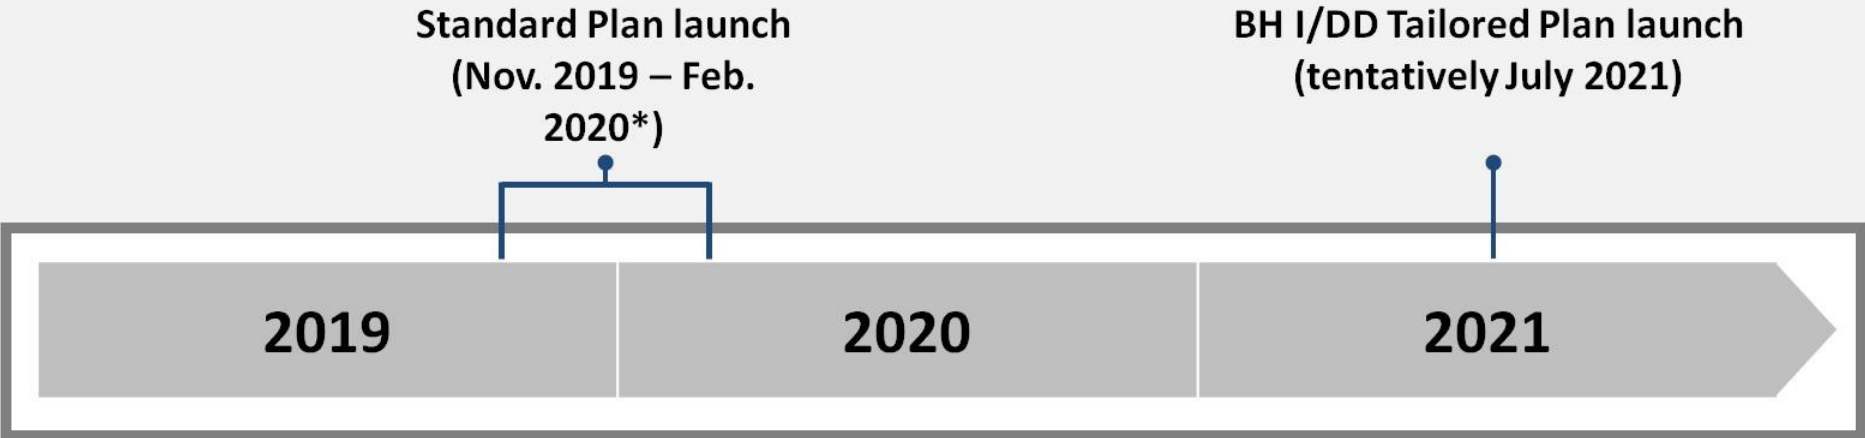 Standard Plan launch
(Nov. 2019 – Feb.
2020*)
BH I/DD Tailored Plan launch
(tentatively July 2021)
2019
2020
2021